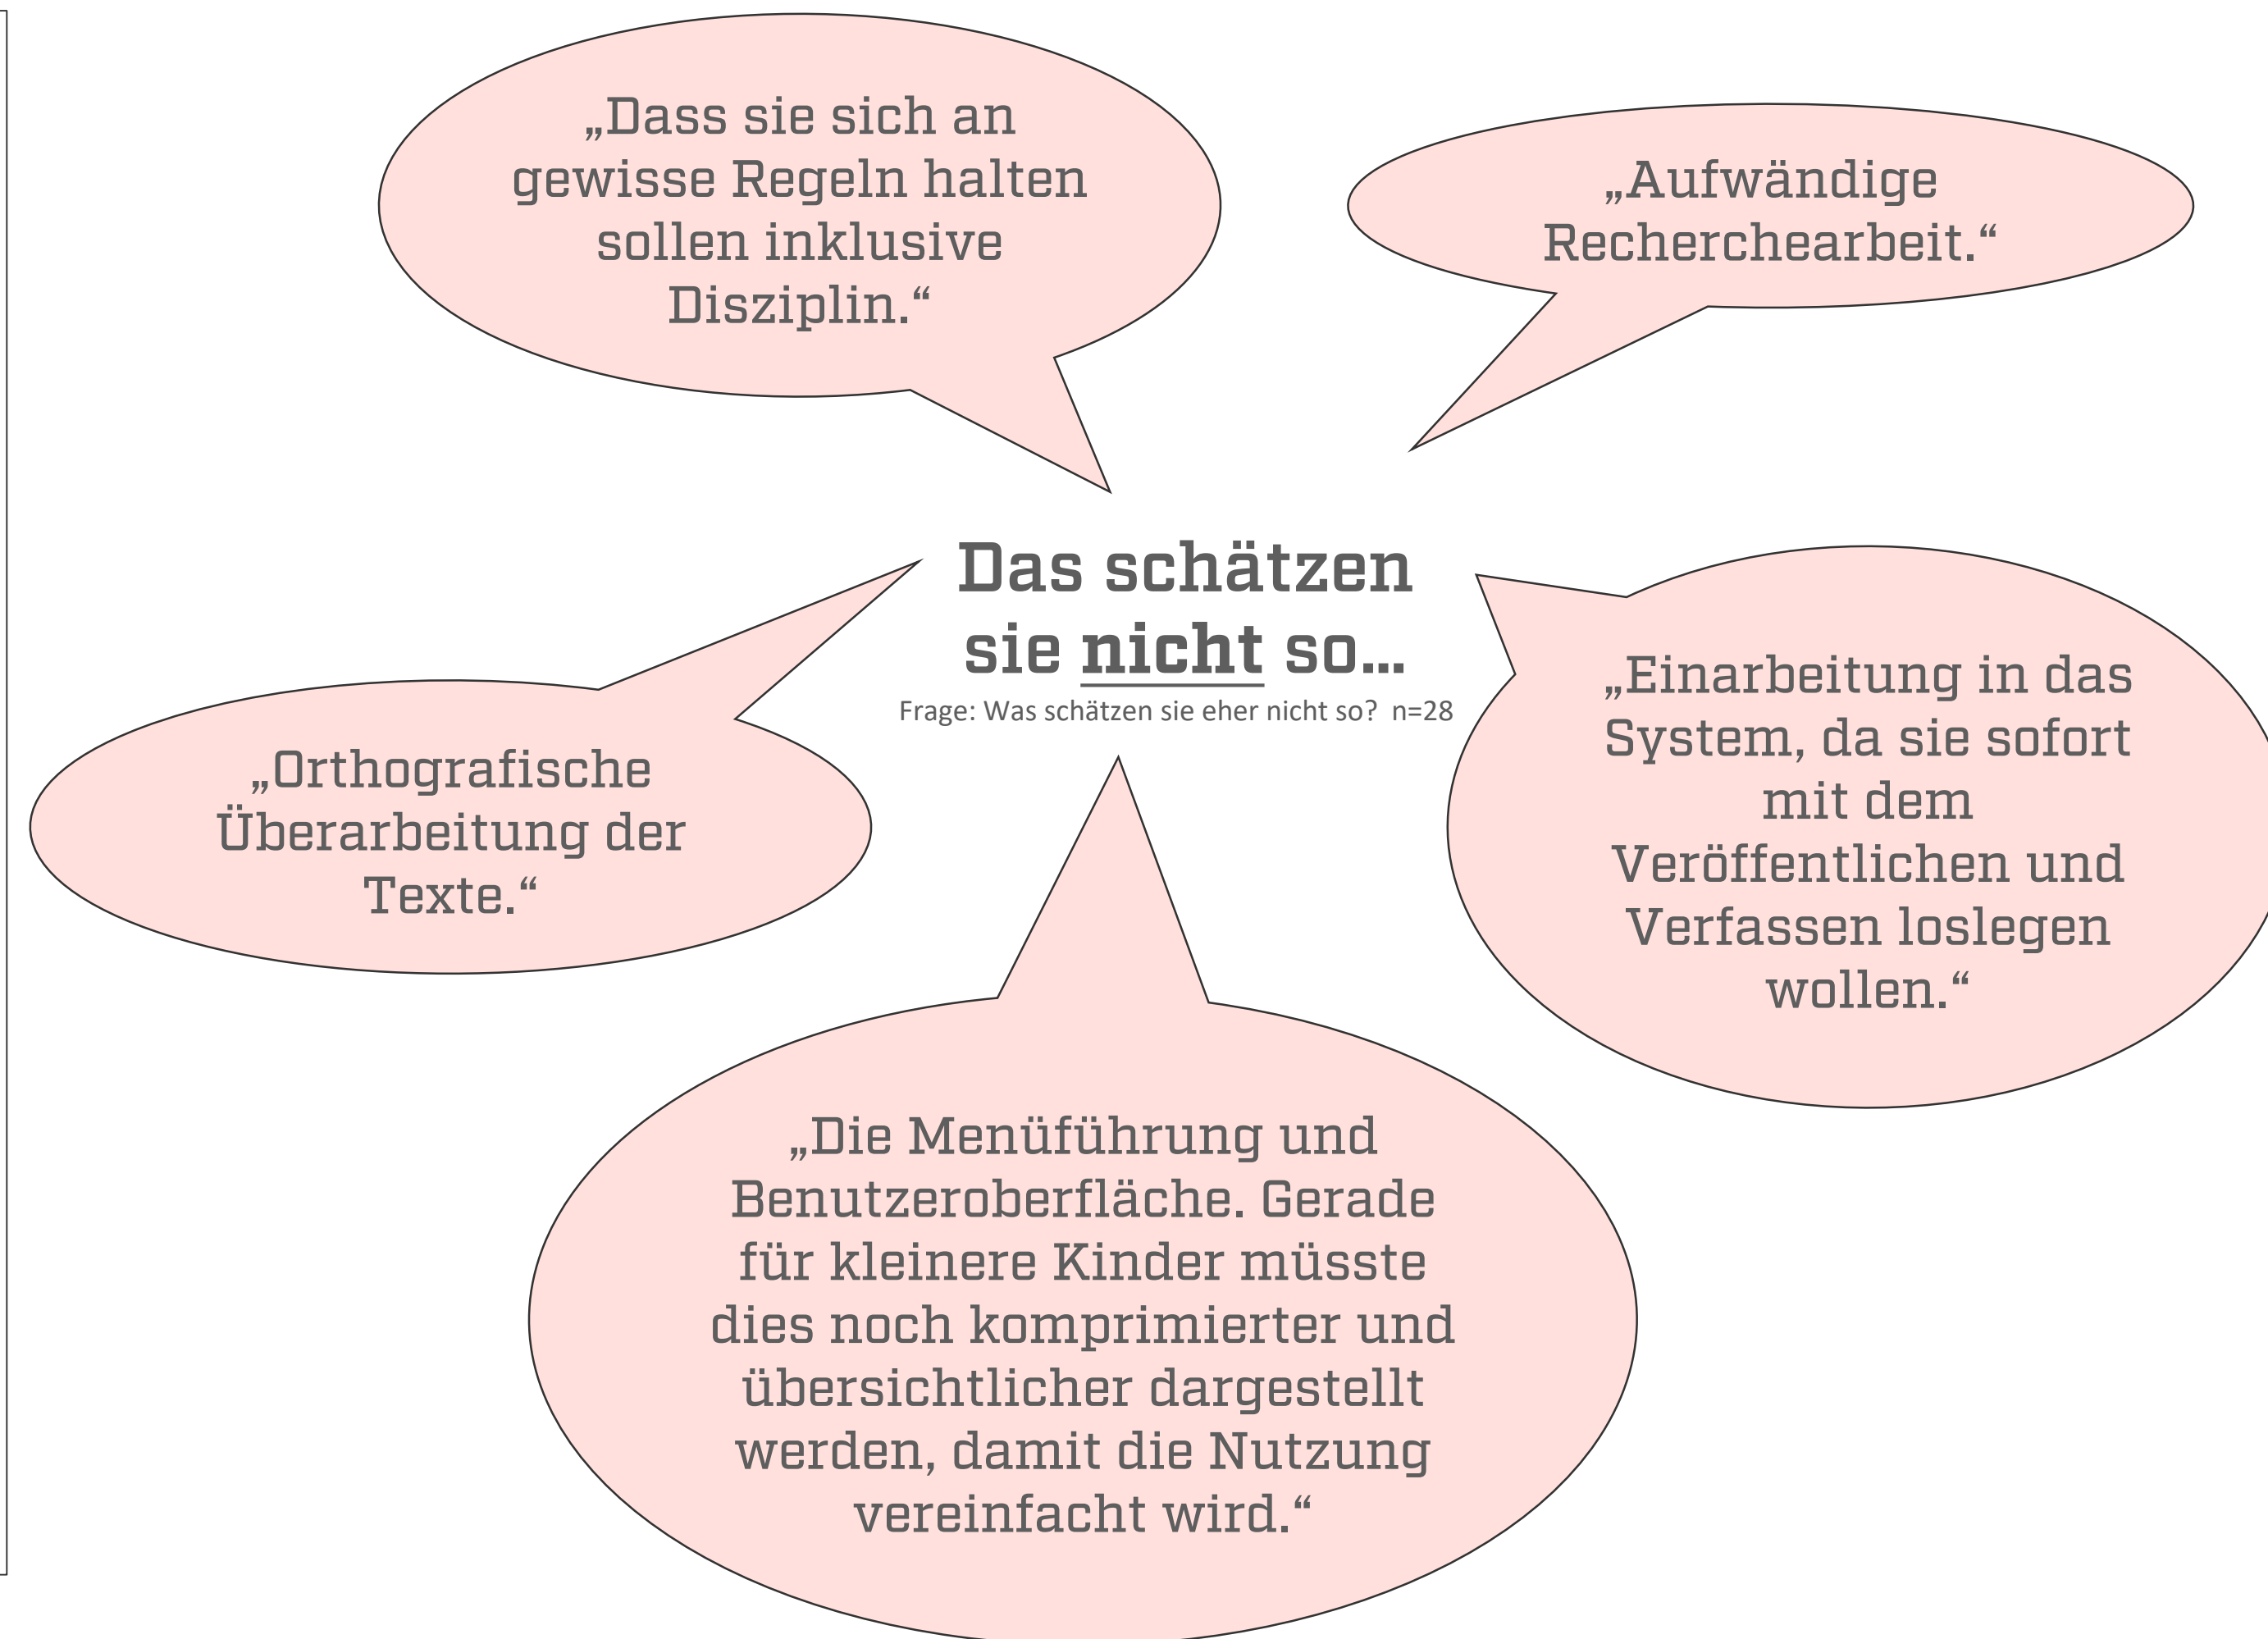 „Dass sie sich an
gewisse Regeln halten
sollen inklusive
Disziplin.“
„Aufwändige
Recherchearbeit.“
Das schätzen
sie nicht so…
Frage: Was schätzen sie eher nicht so?  n=28
„Orthografische
Überarbeitung der
Texte.“
„Einarbeitung in das
System, da sie sofort
mit dem
Veröffentlichen und
Verfassen loslegen
wollen.“
„Die Menüführung und
Benutzeroberfläche. Gerade
für kleinere Kinder müsste
dies noch komprimierter und
übersichtlicher dargestellt
werden, damit die Nutzung
vereinfacht wird.“